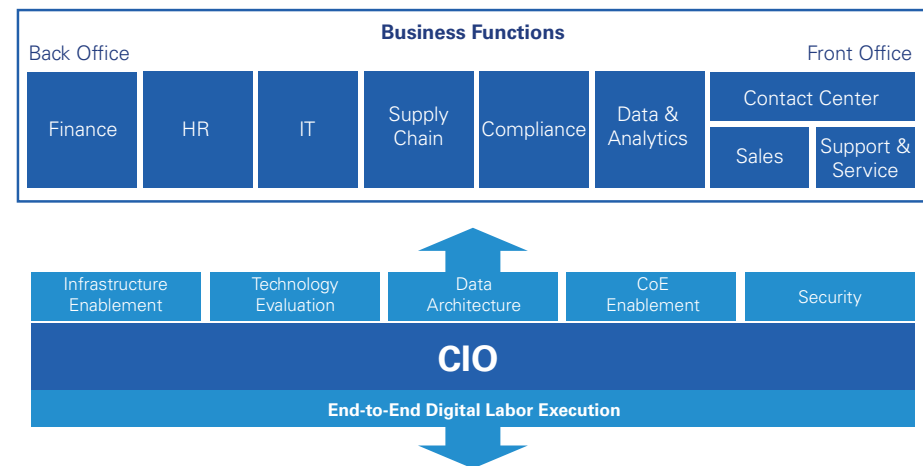 Business Functions
Back Office
Front Office
Finance
HR
IT
Supply
Chain
Compliance
Data &
Analytics
Contact Center
Sales
Support &
Service
Infrastructure
Enablement
Technology
Evaluation
Data
Architecture
CoE
Enablement
Security
CIO
End-to-End Digital Labor Execution